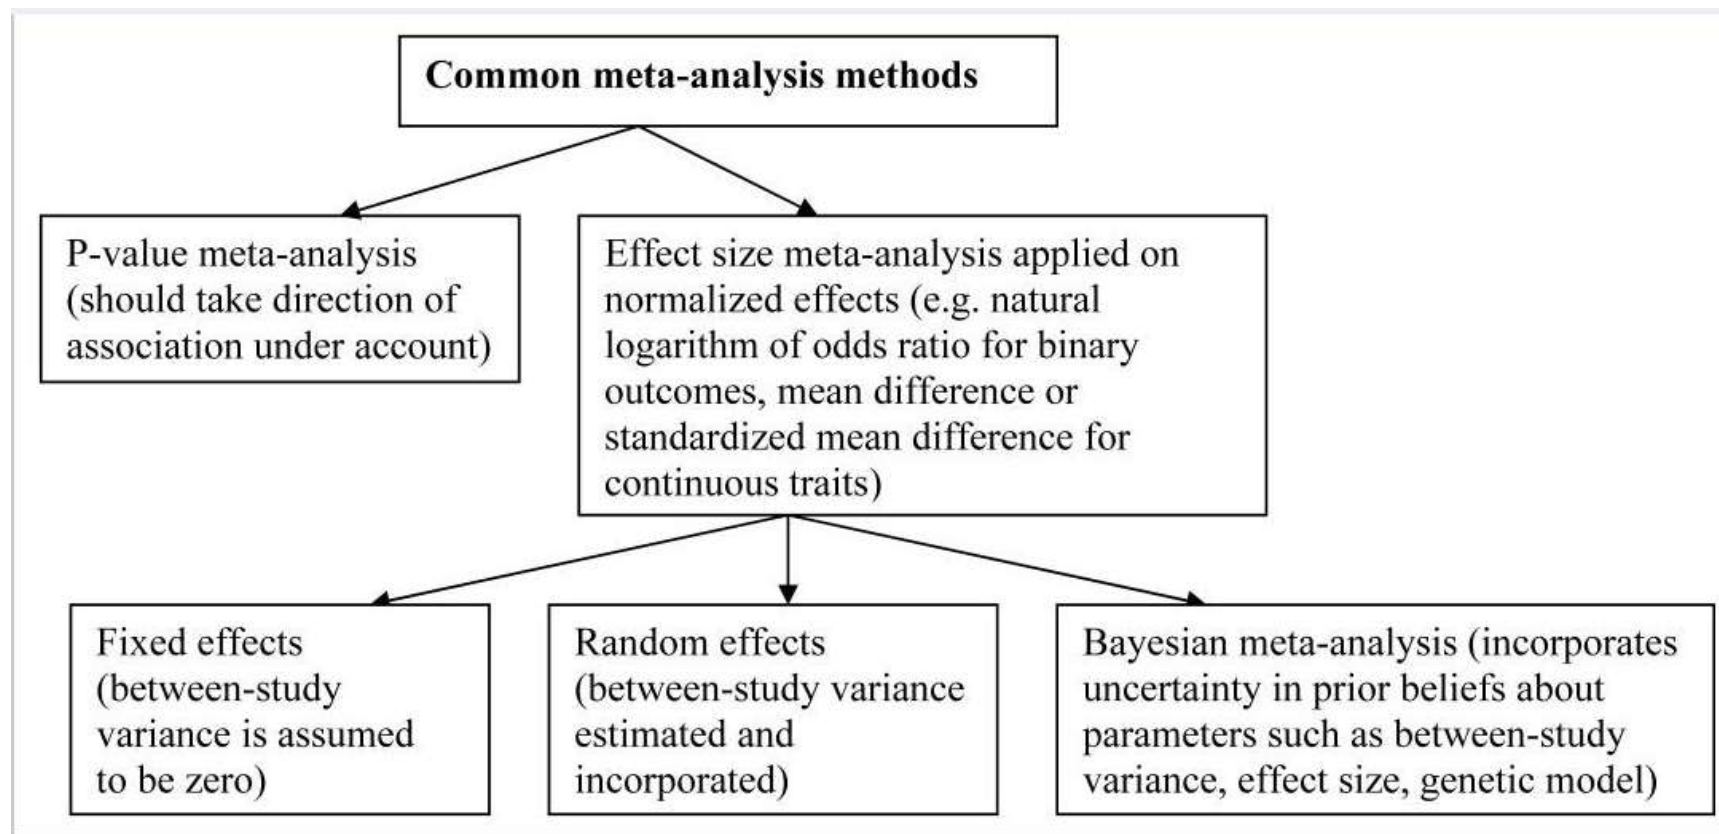 Common meta-analysis methods
P-value meta-analysis
(should take direction of
association under account)
Effect size meta-analysis applied on
normalized effects (e.g. natural
logarithm of odds ratio for binary
outcomes, mean difference or
standardized mean difference for
continuous traits)
Fixed effects
(between-study
variance is assumed
to be zero)
Random effects
(between-study variance
estimated and
incorporated)
Bayesian meta-analysis (incorporates
uncertainty in prior beliefs about
parameters such as between-study
variance, effect size, genetic model)